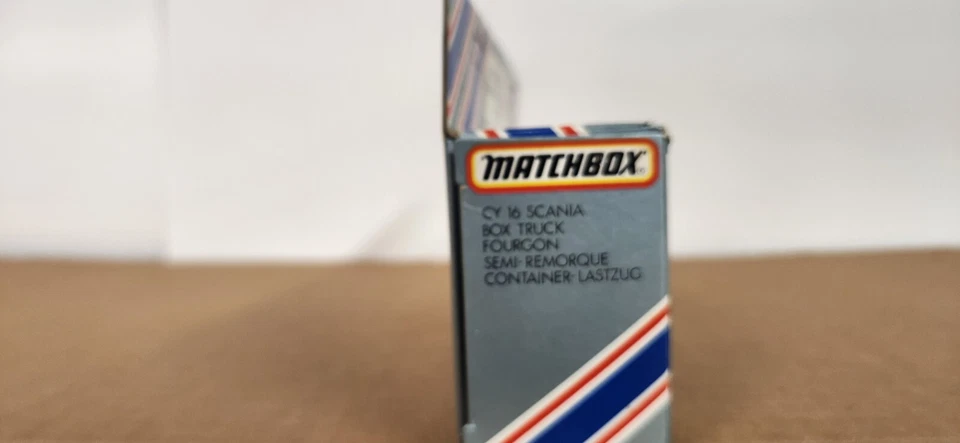 MATCHBOX
CY 16 SCANIA
BOX TRUCK
FOURGON
SEMI-REMORQUE
CONTAINER-LASTZUG